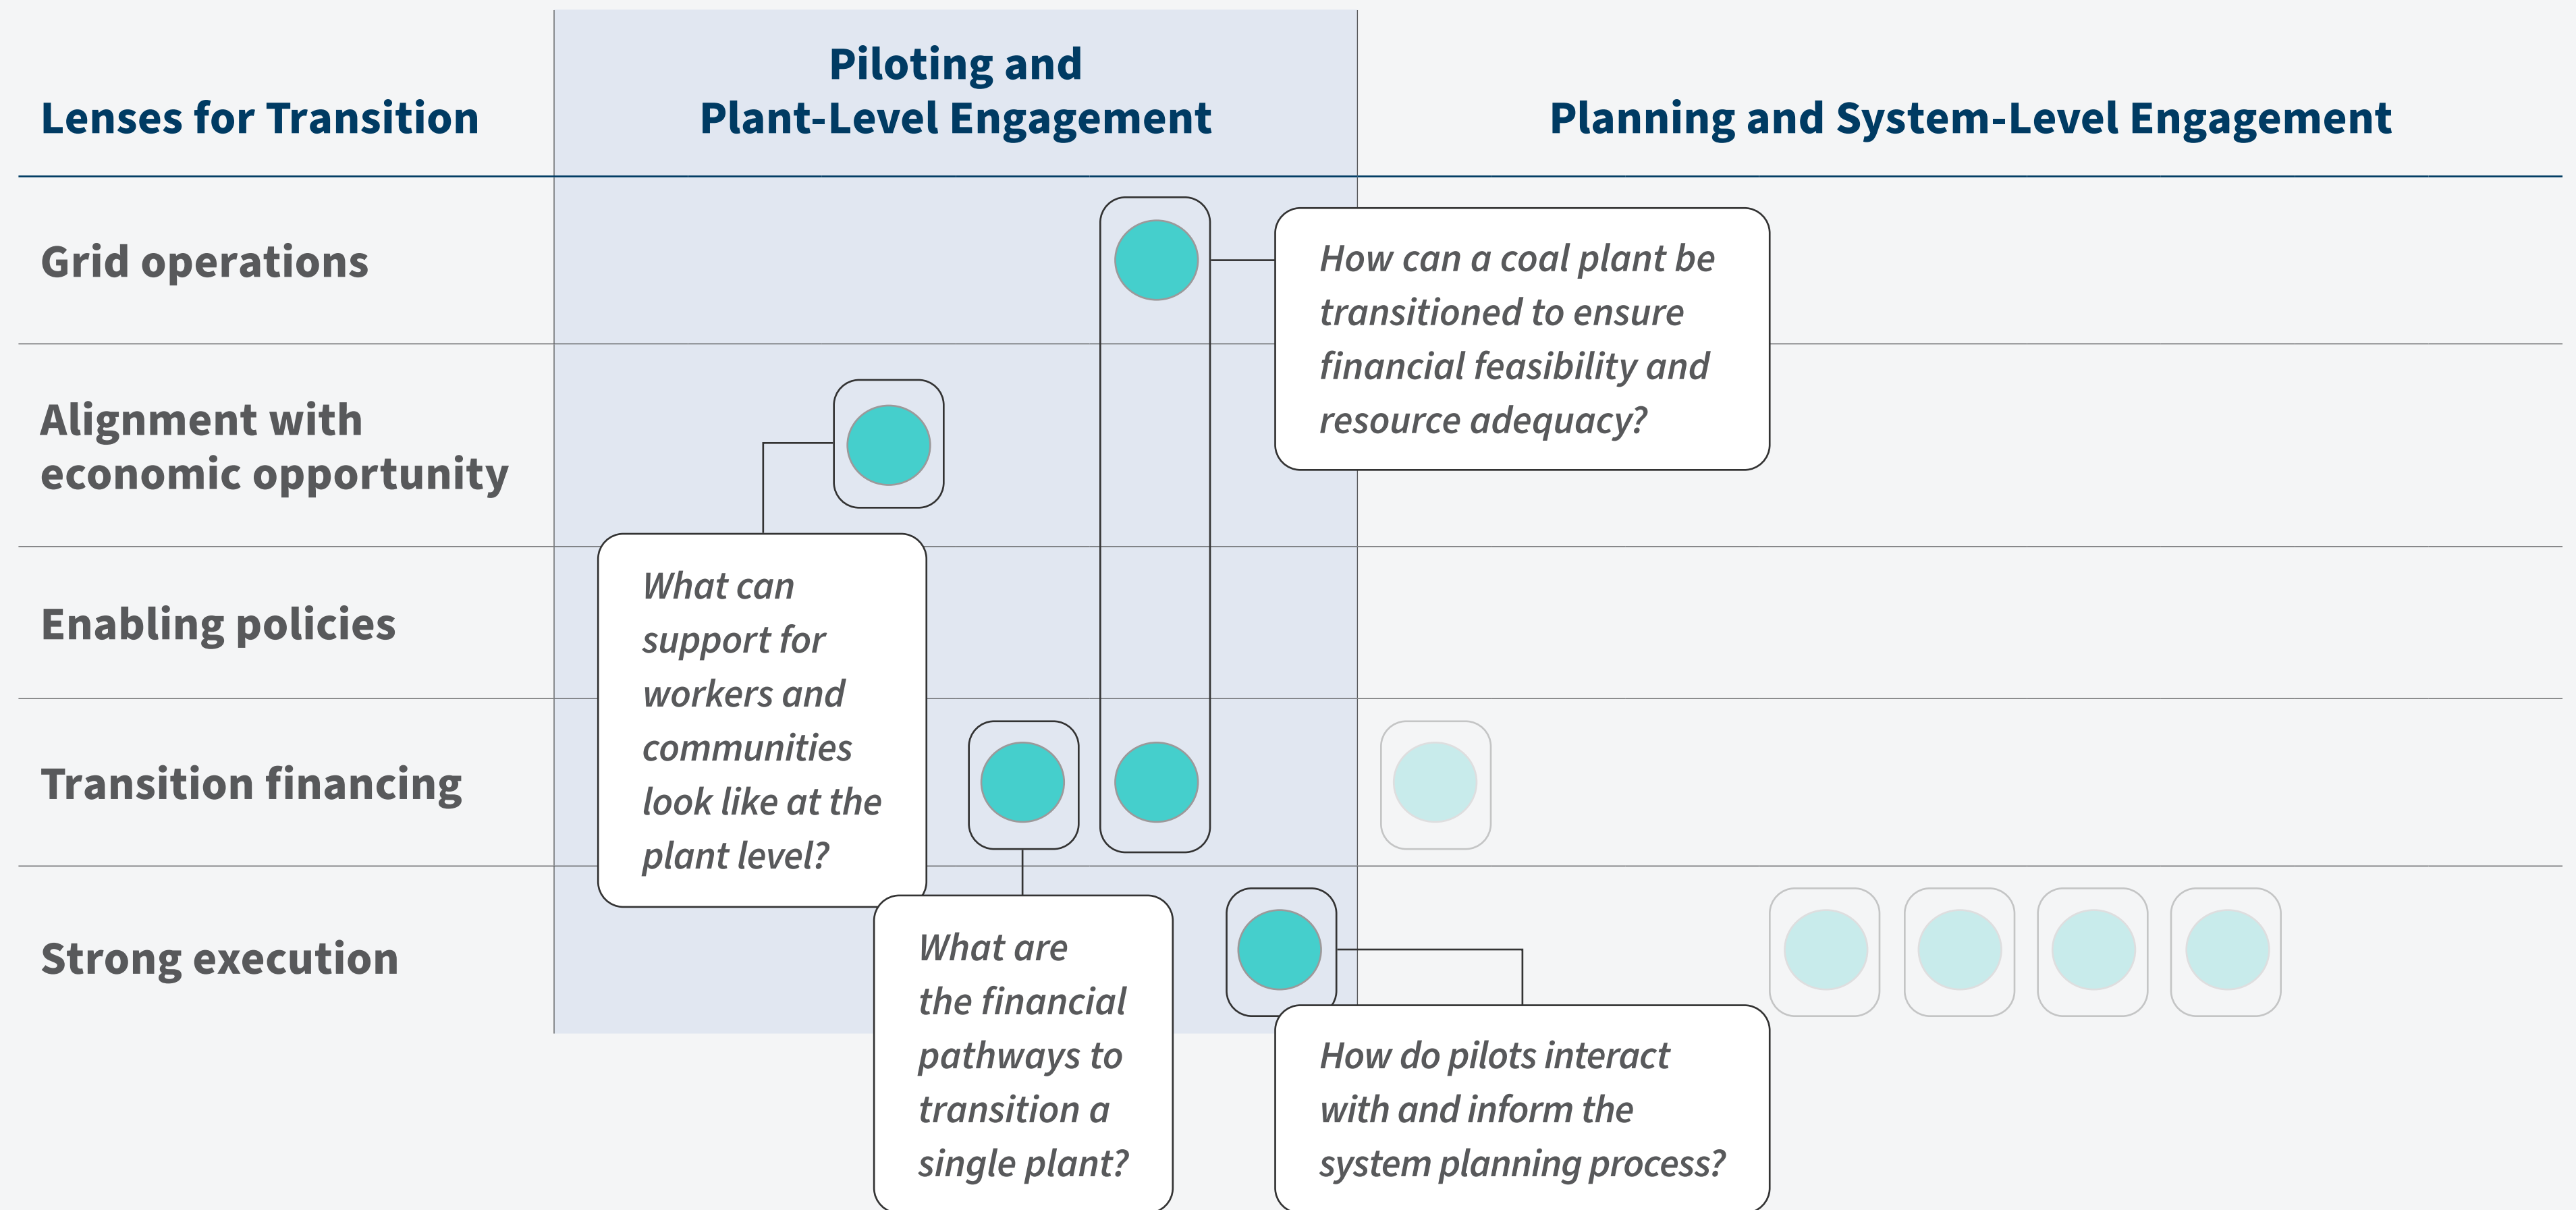 Lenses for Transition
Piloting and
Plant-Level Engagement
Planning and System-Level Engagement
Grid operations
How can a coal plant be
transitioned to ensure
financial feasibility and
resource adequacy?
Alignment with
economic opportunity
What can
support for
workers and
communities
look like at the
plant level?
Enabling policies
Transition financing
What are
the financial
pathways to
transition a
single plant?
Strong execution
How do pilots interact
with and inform the
system planning process?